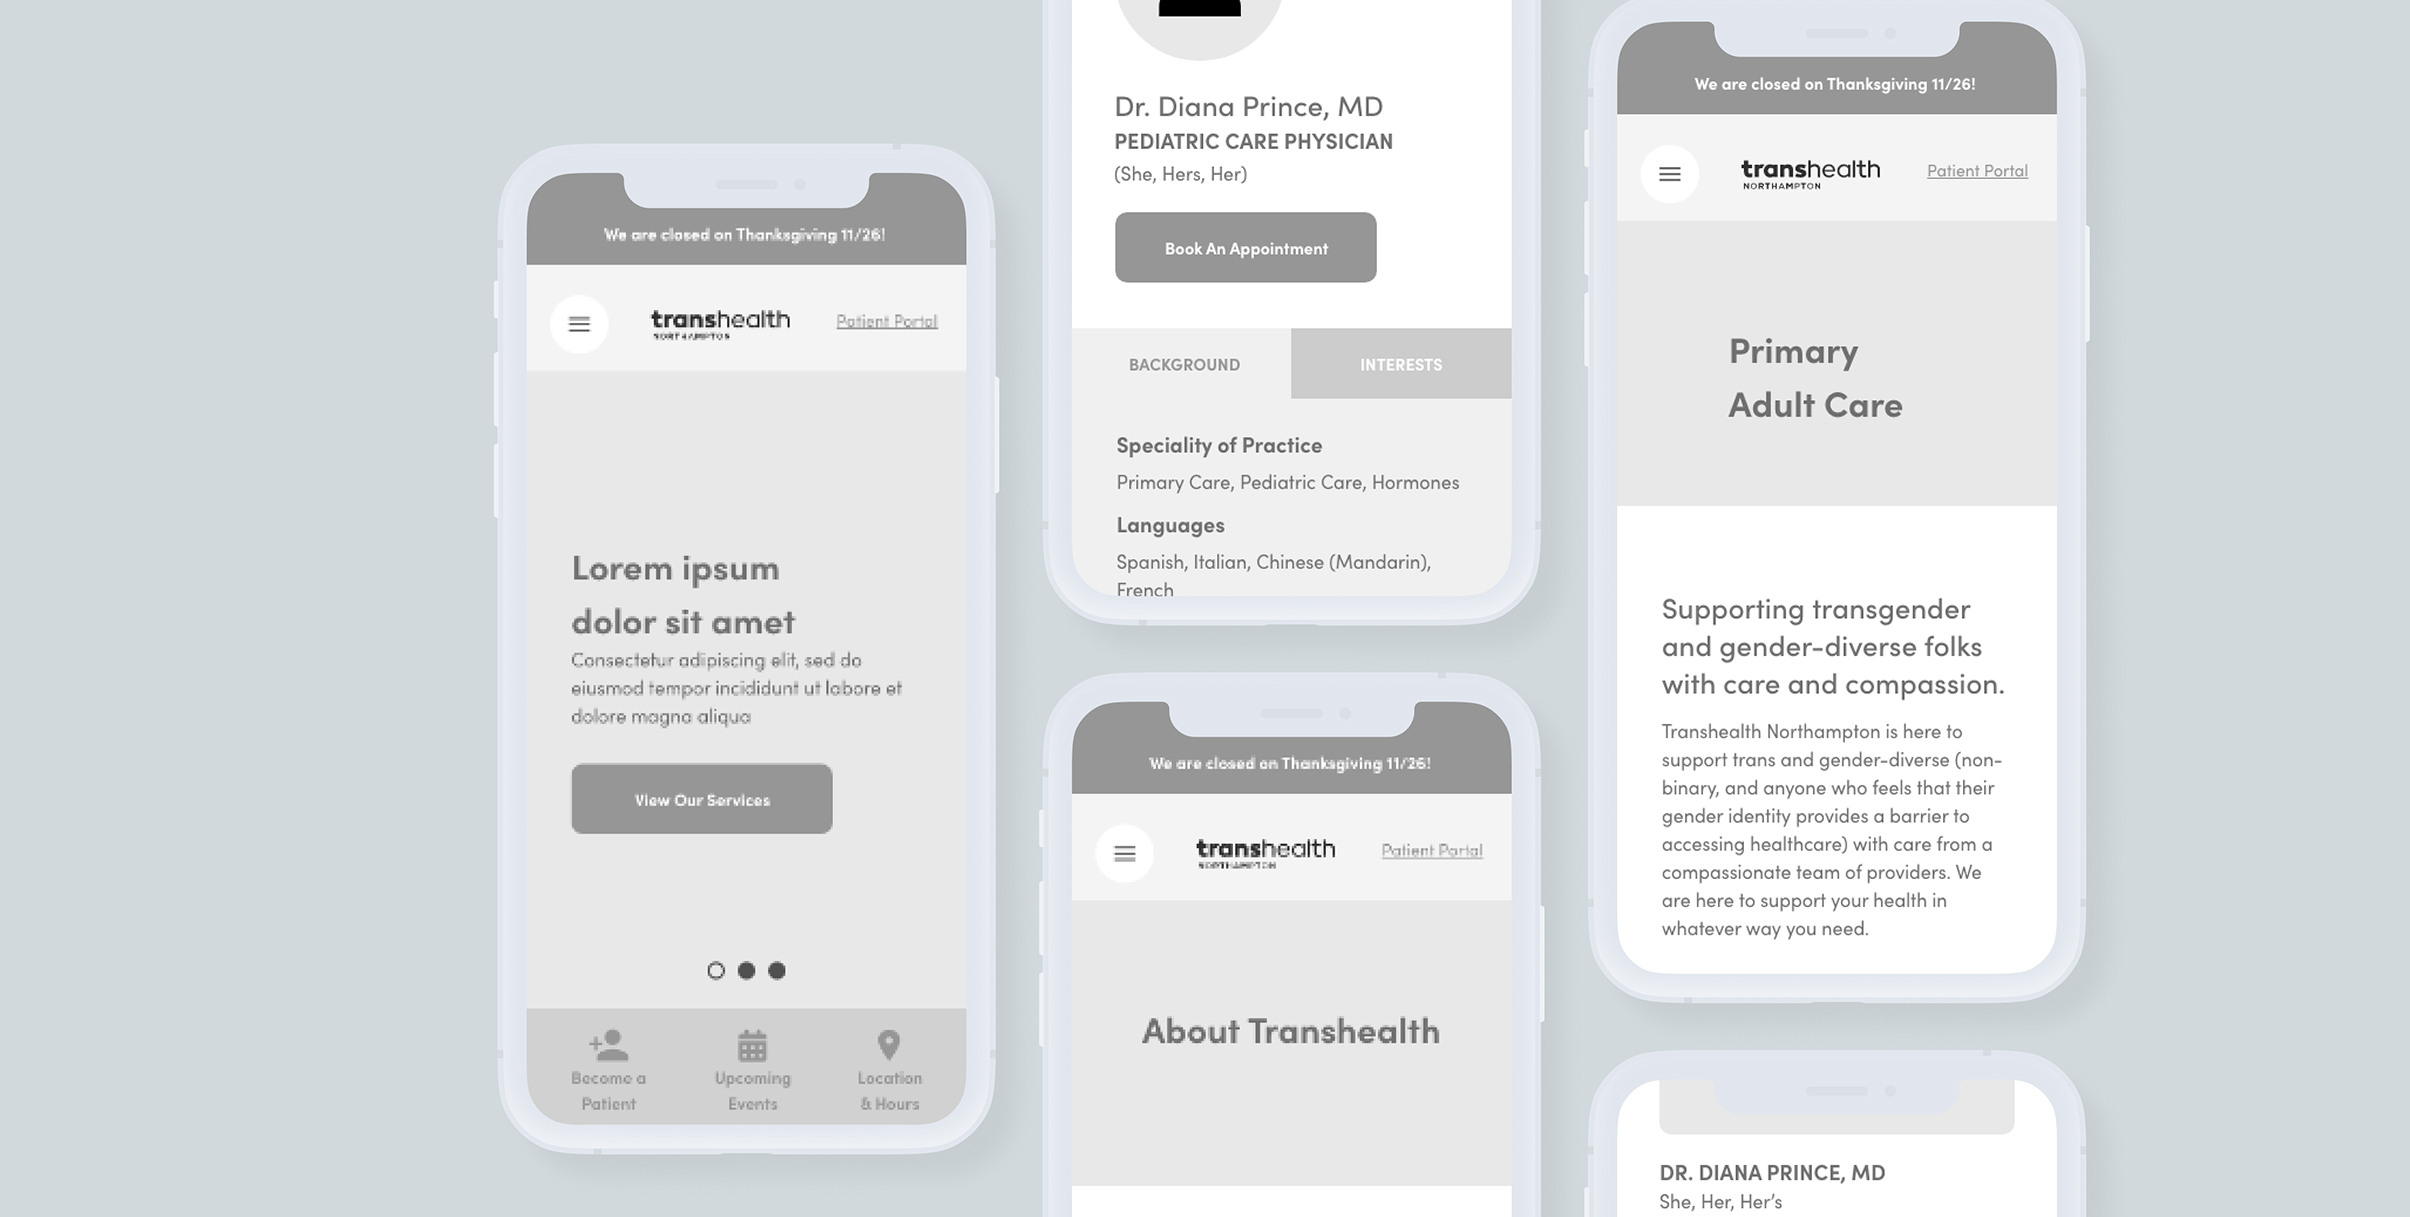 We are closed on Thanksgiving 11/26!
transhealth
NORTHAMPTON
Patient Portal
Lorem ipsum
dolor sit amet
Consectetur adipiscing elit, sed do
eiusmod tempor incididunt ut labore et
dolore magna aliqua
View Our Services
Become a
Patient
Upcoming
Events
Location
& Hours
Dr. Diana Prince, MD
PEDIATRIC CARE PHYSICIAN
(She, Hers, Her)
Book An Appointment
BACKGROUND
INTERESTS
Speciality of Practice
Primary Care, Pediatric Care, Hormones
Languages
Spanish, Italian, Chinese (Mandarin),
French
We are closed on Thanksgiving 11/26!
transhealth
NORTHAMPTON
Patient Portal
About Transhealth
We are closed on Thanksgiving 11/26!
transhealth
NORTHAMPTON
Patient Portal
Primary
Adult Care
Supporting transgender
and gender-diverse folks
with care and compassion.
Transhealth Northampton is here to
support trans and gender-diverse (non-
binary, and anyone who feels that their
gender identity provides a barrier to
accessing healthcare) with care from a
compassionate team of providers. We
are here to support your health in
whatever way you need.
DR. DIANA PRINCE, MD
She, Her, Her's